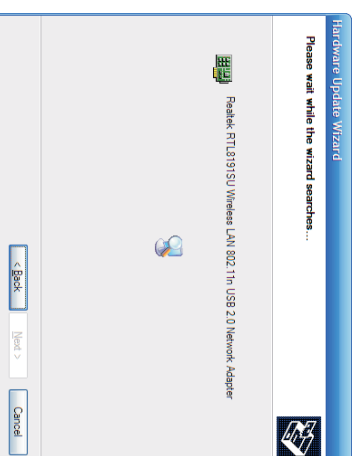 Hardware Update Wizard
Please wait while the wizard searches...
Realtek RTL8191SU Wireless LAN 802.11n USB 2.0 Network Adapter
< Back
Next >
Cancel